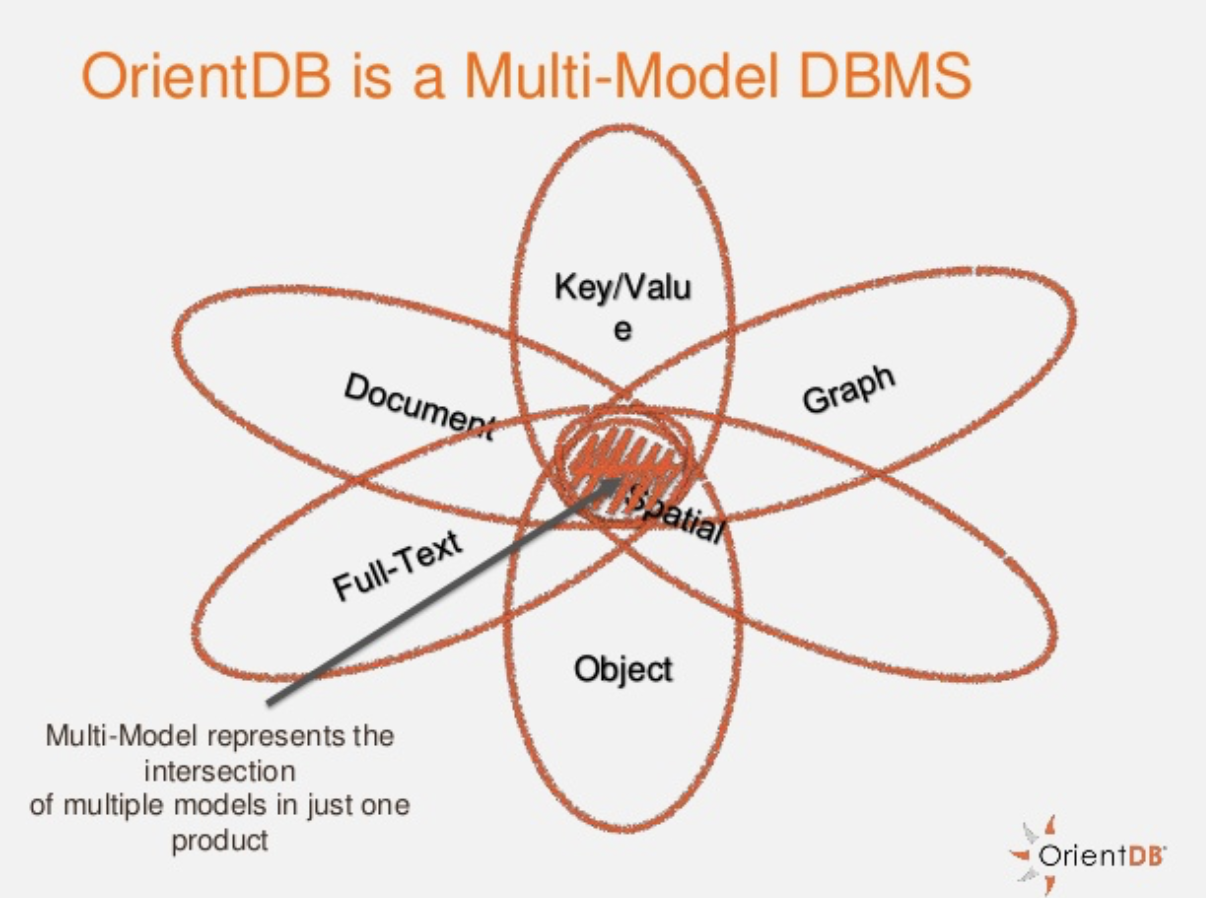 OrientDB is a Multi-Model DBMS
Key/Valu
e
Document
Graph
Spatial
Full-Text
Object
Multi-Model represents the
intersection
of multiple models in just one
product
OrientDB